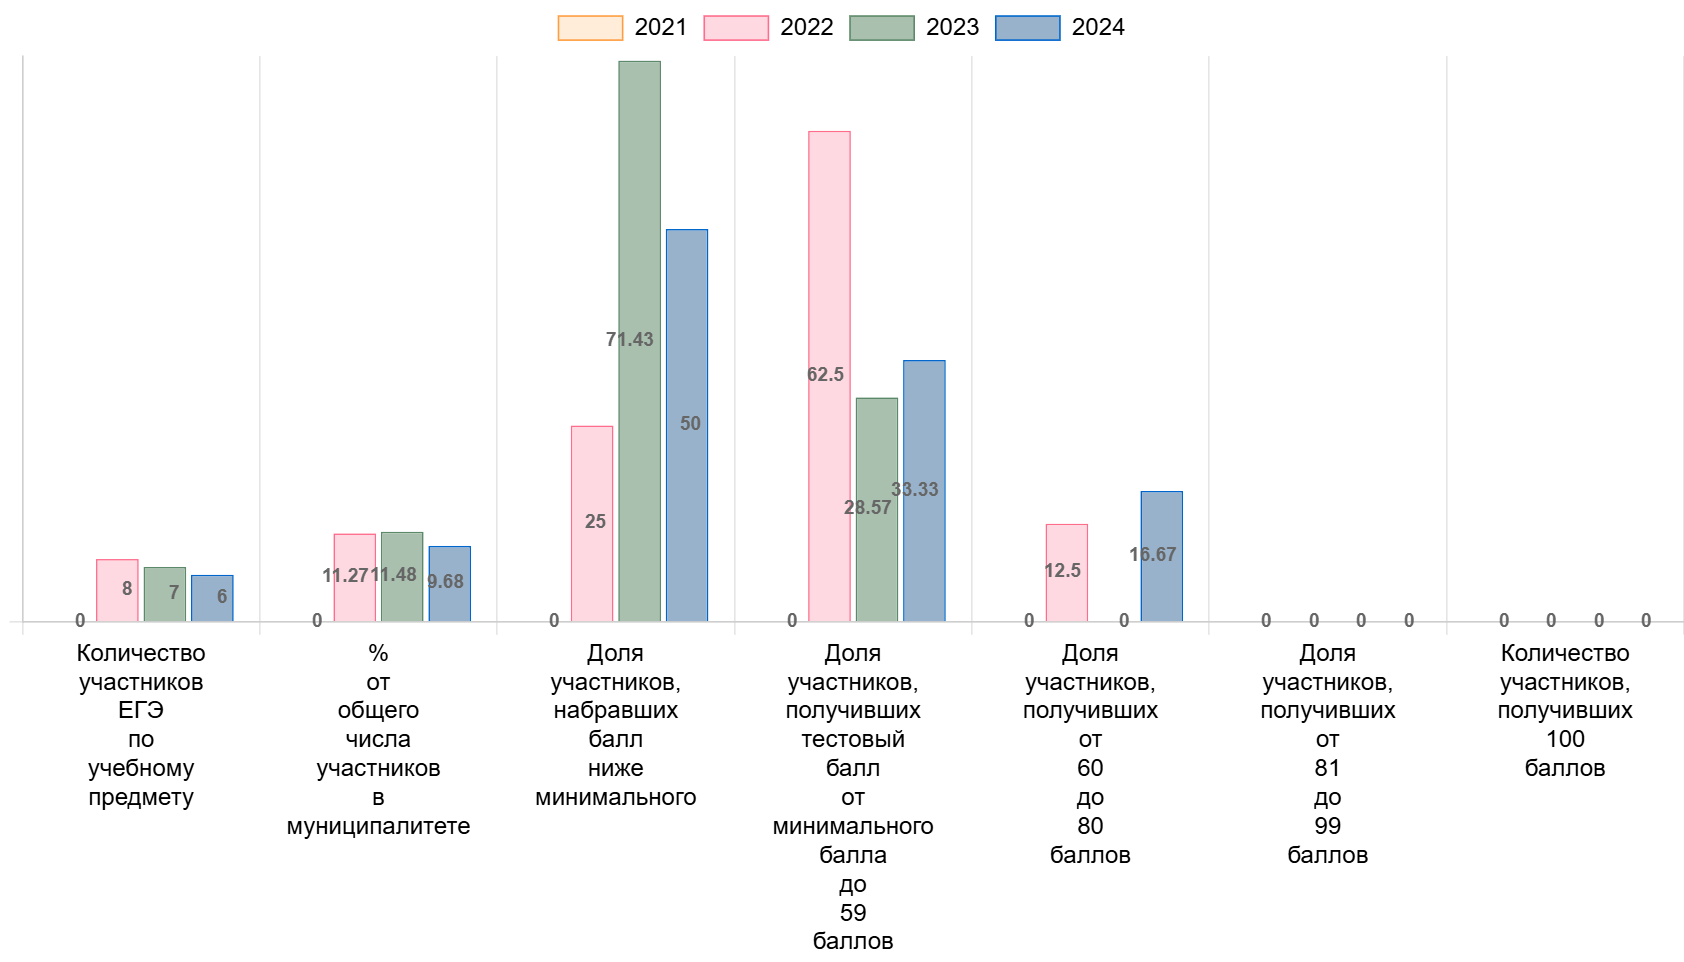 2021 2022 2023 2024
0 8 7 6
0 11.27 11.48 9.68
0 25 71.43 50
0 62.5 28.57 33.33
0 12.5 0 16.67
0 0 0 0
0 0 0 0
Количество
участников
ЕГЭ
по
учебному
предмету
%
от
общего
числа
участников
в
муниципалитете
Доля
участников,
набравших
балл
ниже
минимального
Доля
участников,
получивших
тестовый
балл
от
минимального
балла
до
59
баллов
Доля
участников,
получивших
от
60
до
80
баллов
Доля
участников,
получивших
от
81
до
99
баллов
Количество
участников,
получивших
100
баллов